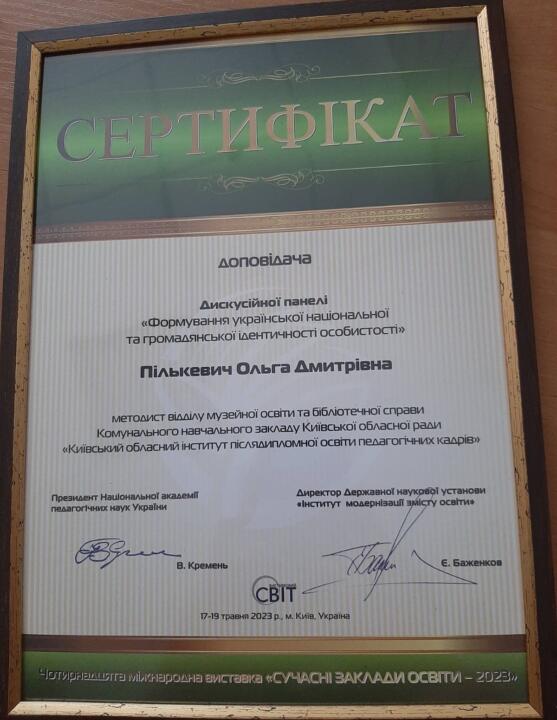 СЕРТИФІКАТ
доповідача
Дискусійної панелі
«Формування української національної
та громадянської ідентичності особистості»
Пількевич Ольга Дмитрівна
методист відділу музейної освіти та бібліотечної справи
Комунального навчального закладу Київської обласної ради
«Київський обласний інститут післядипломної освіти педагогічних кадрів»
Президент Національної академії
педагогічних наук України
В. Кремень
Директор Державної наукової установи
«Інститут модернізації змісту освіти»
Є. Баженков
СВІТ
17-19 травня 2023 р., м. Київ, Україна
Чотирнадцята міжнародна виставка «СУЧАСНІ ЗАКЛАДИ ОСВІТИ – 2023»